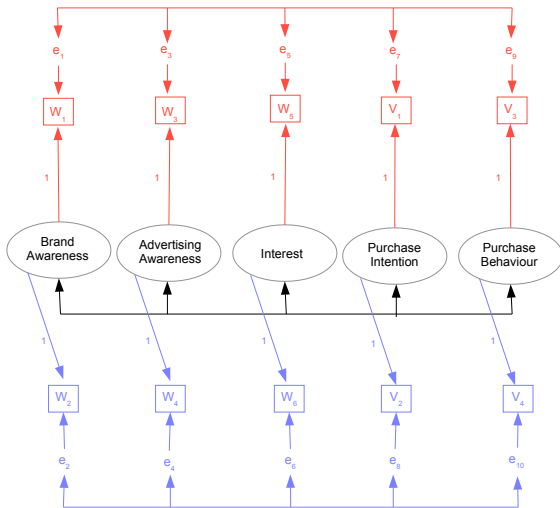 e₁ e₃ e₅ e₇ e₉
W₁ W₃ W₅ V₁ V₃
1 1 1 1 1
Brand Awareness
Advertising Awareness
Interest
Purchase Intention
Purchase Behaviour
1 1 1 1 1
W₂ W₄ W₆ V₂ V₄
e₂ e₄ e₆ e₈ e₁₀